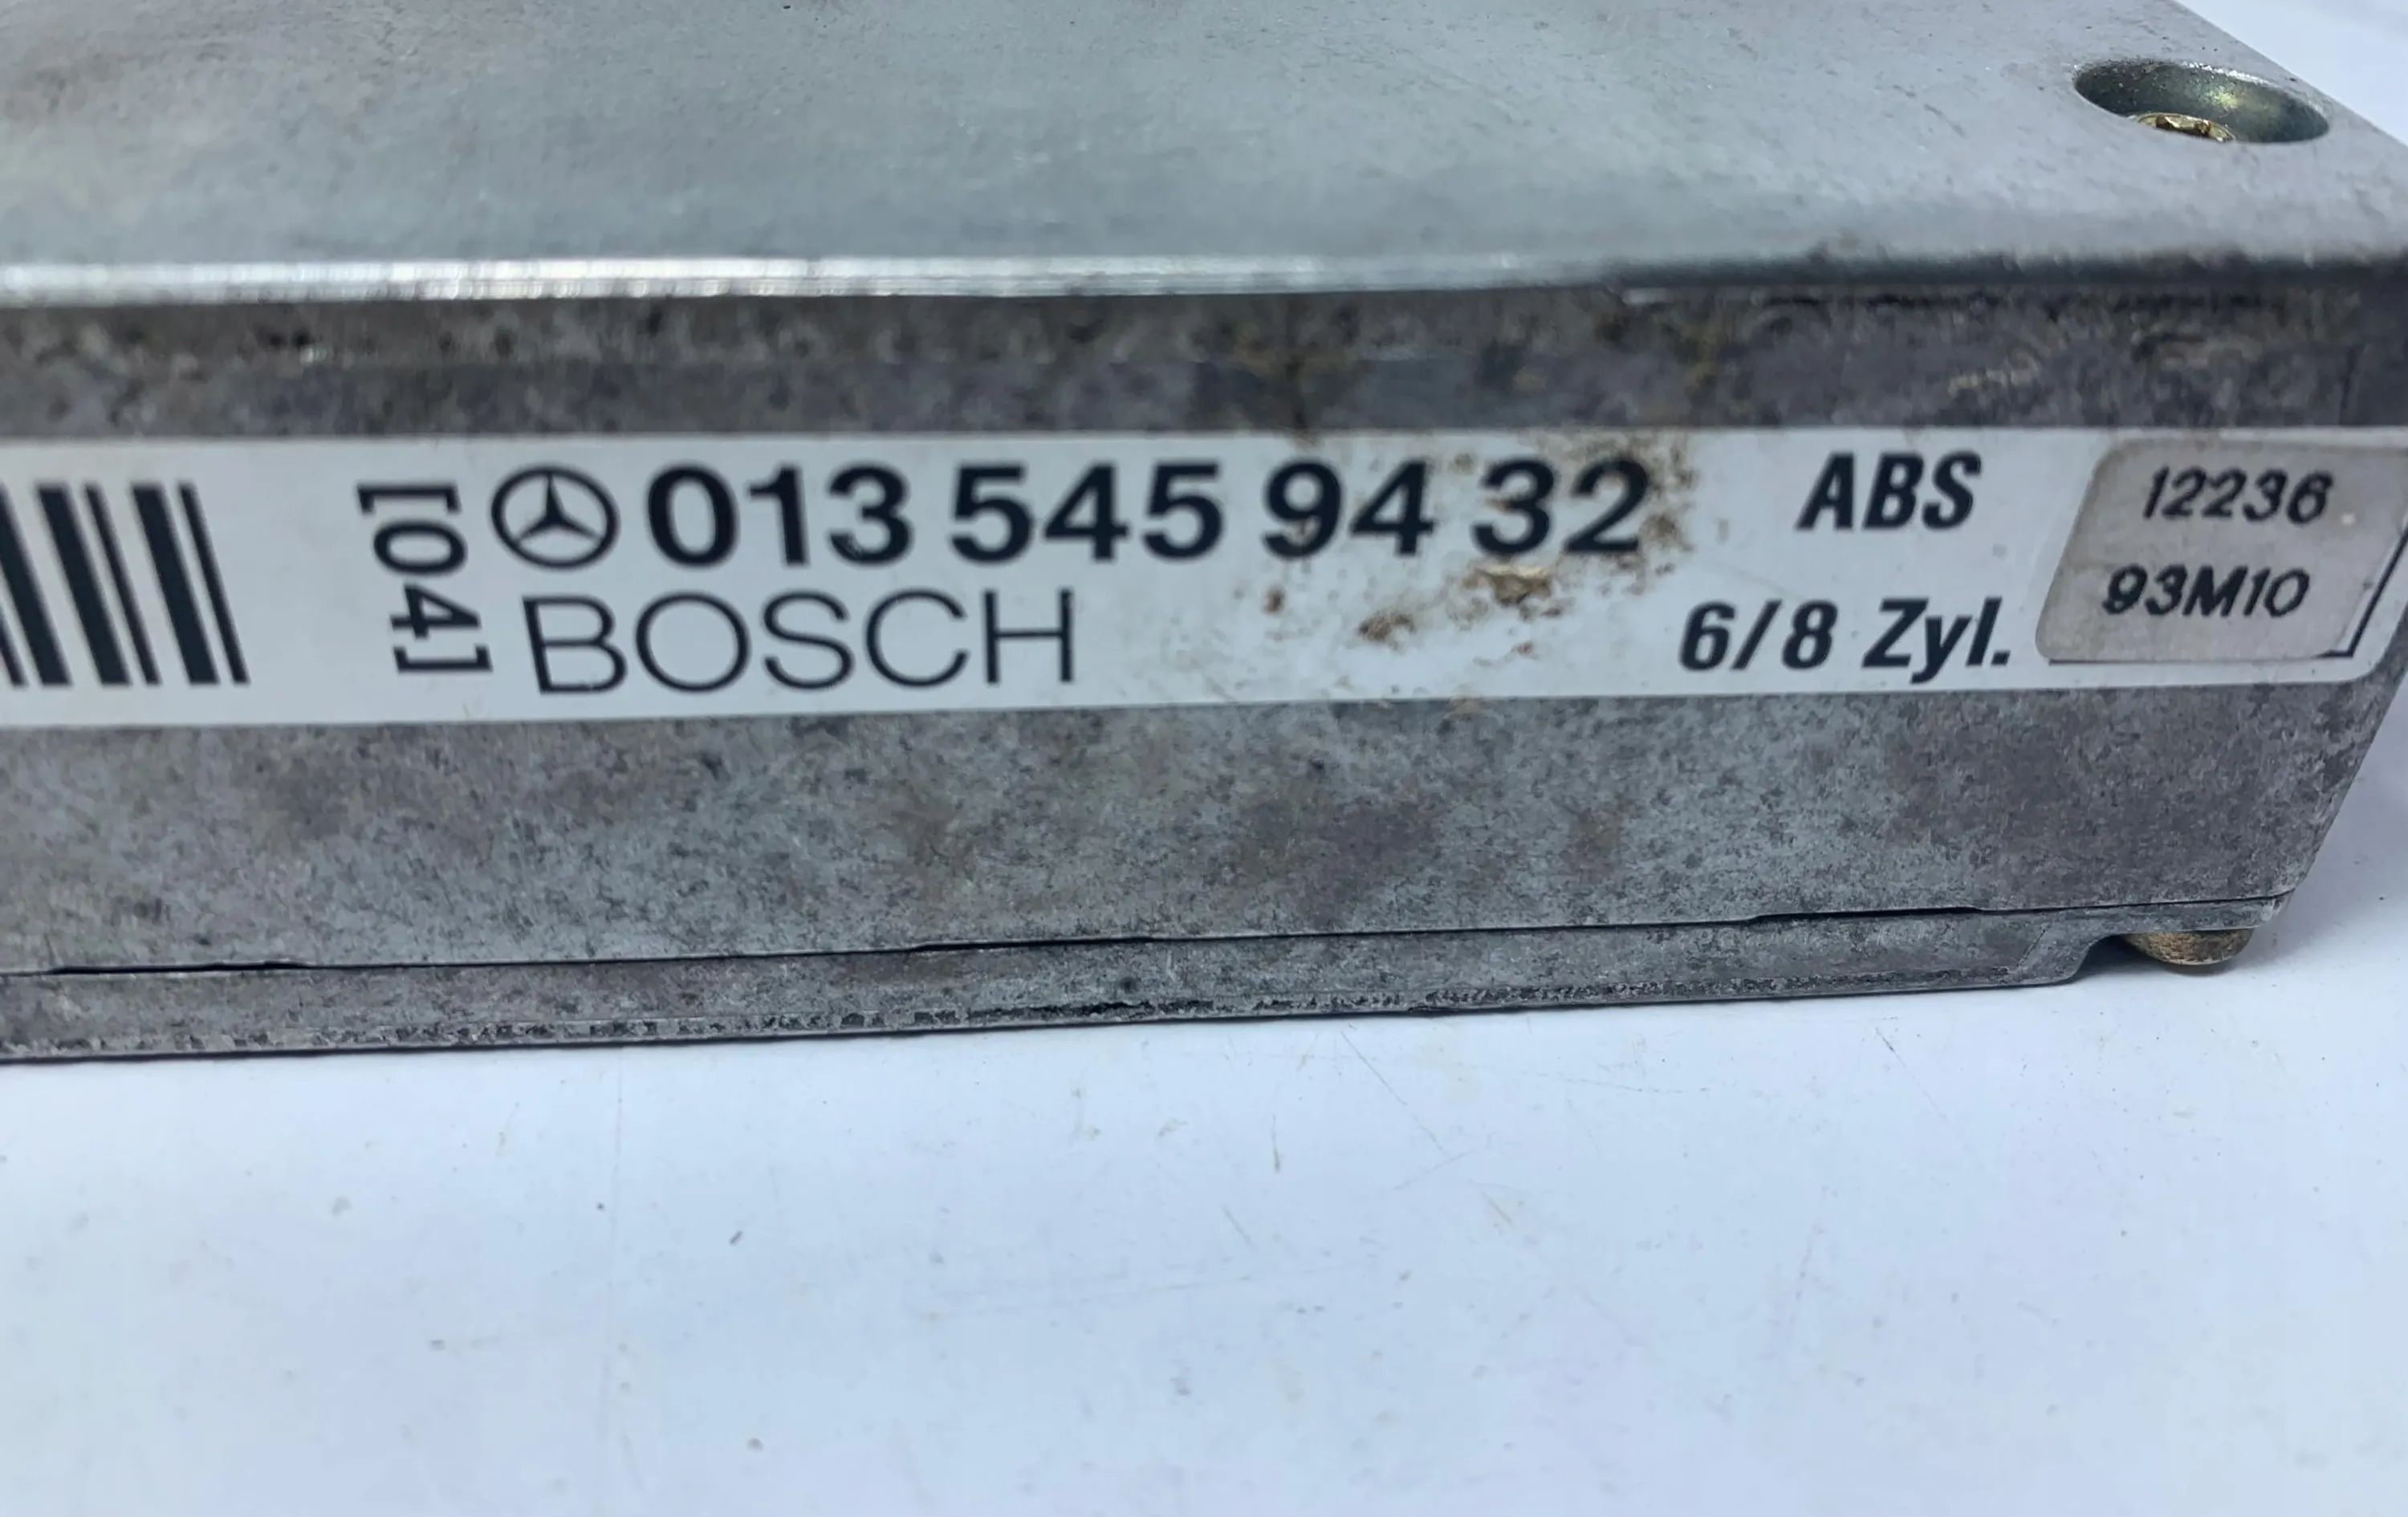 [04]
013 545 94 32
BOSCH
ABS
6/8 Zyl.
12236
93M10